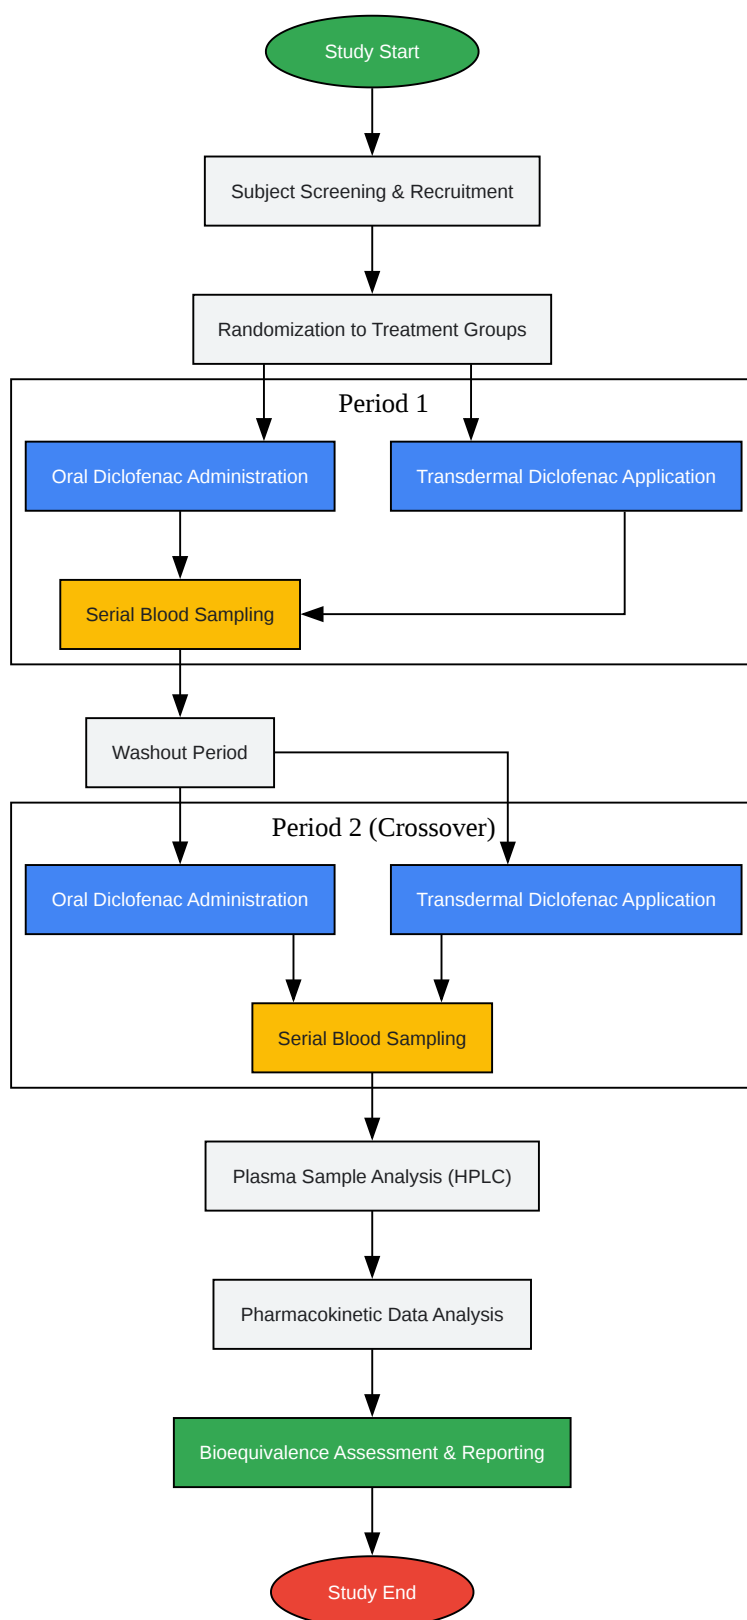 Study Start
Subject Screening & Recruitment
Randomization to Treatment Groups
Period 1
Oral Diclofenac Administration
Transdermal Diclofenac Application
Serial Blood Sampling
Washout Period
Period 2 (Crossover)
Oral Diclofenac Administration
Transdermal Diclofenac Application
Serial Blood Sampling
Plasma Sample Analysis (HPLC)
Pharmacokinetic Data Analysis
Bioequivalence Assessment & Reporting
Study End